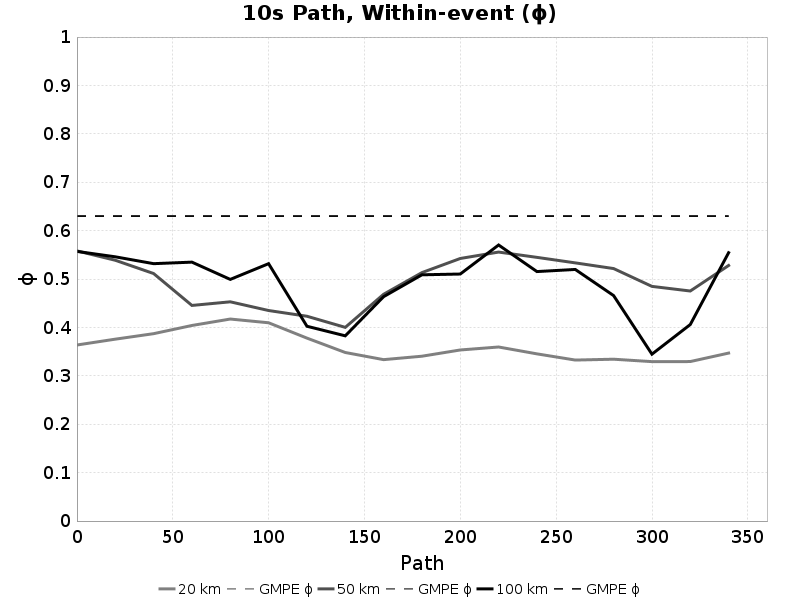 10s Path, Within-event (ϕ)
1
0.9
0.8
0.7
0.6
0.5
0.4
0.3
0.2
0.1
0
ϕ
0 50 100 150 200 250 300 350
Path
20 km GMPE ϕ 50 km GMPE ϕ 100 km GMPE ϕ